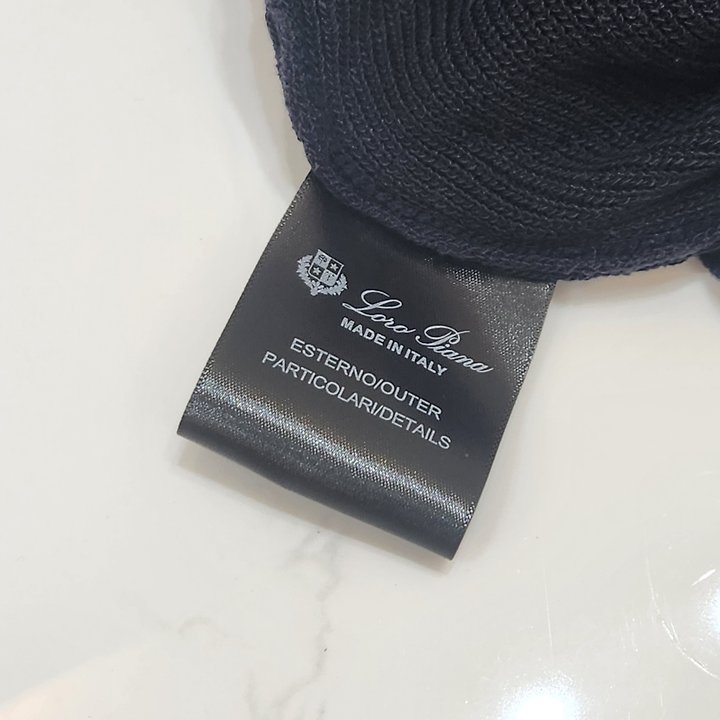 Loro Piana
MADE IN ITALY
ESTERNO/OUTER
PARTICOLARI/DETAILS